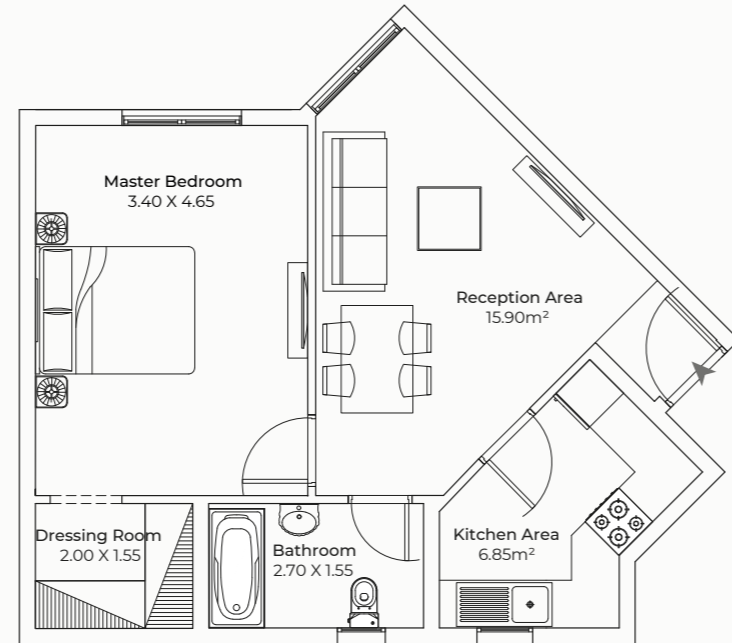 Master Bedroom
3.40 X 4.65
Reception Area
15.90m²
Dressing Room
2.00 X 1.55
Bathroom
2.70 X 1.55
Kitchen Area
6.85m²